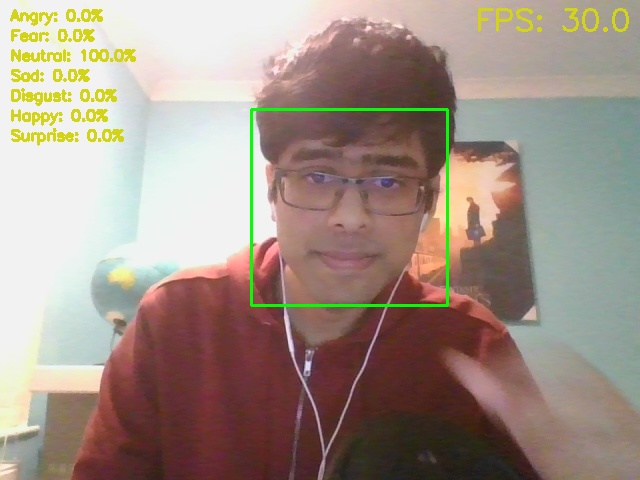 Angry: 0.0%
FPS: 30.0
Fear: 0.0%
Neutral: 100.0%
Sad: 0.0%
Disgust: 0.0%
Happy: 0.0%
Surprise: 0.0%